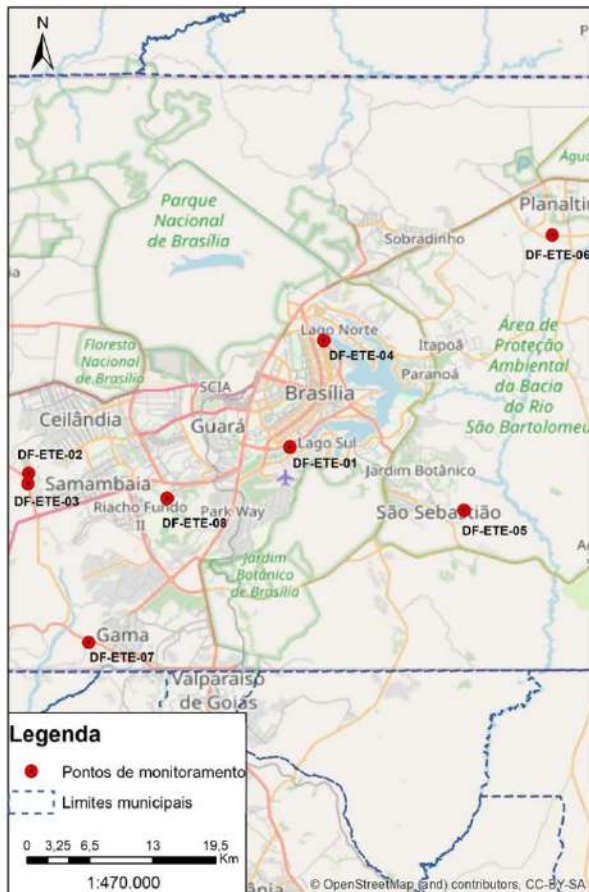 N
Parque
Nacional
de Brasília
Água
Planaltin
DF-ETE-06
Sobradinho
Lago Norte
DF-ETE-04
Itapoã
Paranoá
Área de
Proteção
Ambiental
da Bacia
do Rio
São Bartolomeu
Floresta
Nacional
de Brasília
SCIA
Brasília
Ceilândia
Guará
Lago Sul
DF-ETE-01
DF-ETE-02
Samambaia
DF-ETE-03
Riacho Fundo
II
DF-ETE-08
Park Way
Jardim Botânico
São Sebastião
DF-ETE-05
Jardim
Botânico
de Brasília
Gama
DF-ETE-07
Valparaíso
de Goiás
Legenda
Pontos de monitoramento
Limites municipais
0 3,25 6,5 13 19,5
Km
1:470.000
© OpenStreetMap (and) contributors, CC-BY-SA